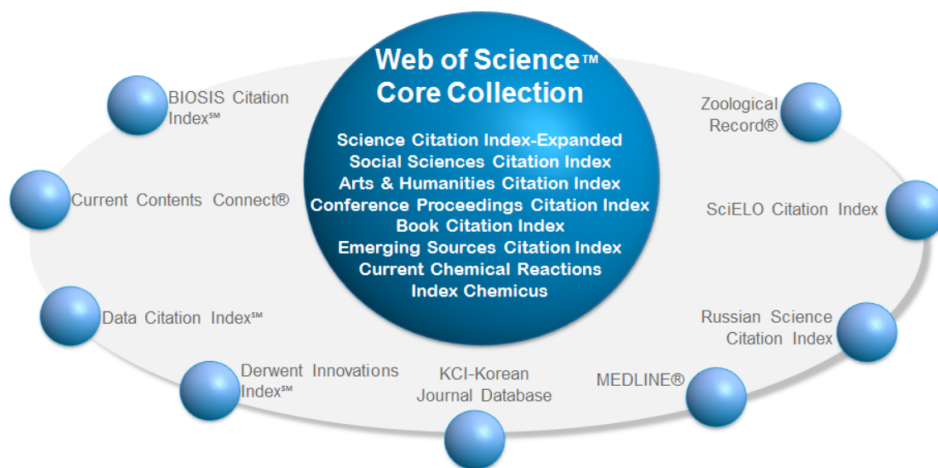 Web of Science™
Core Collection
Science Citation Index-Expanded
Social Sciences Citation Index
Arts & Humanities Citation Index
Conference Proceedings Citation Index
Book Citation Index
Emerging Sources Citation Index
Current Chemical Reactions
Index Chemicus
BIOSIS Citation
Index℠
Current Contents Connect®
Data Citation Index℠
Derwent Innovations
Index℠
KCI-Korean
Journal Database
MEDLINE®
Russian Science
Citation Index
SciELO Citation Index
Zoological
Record®